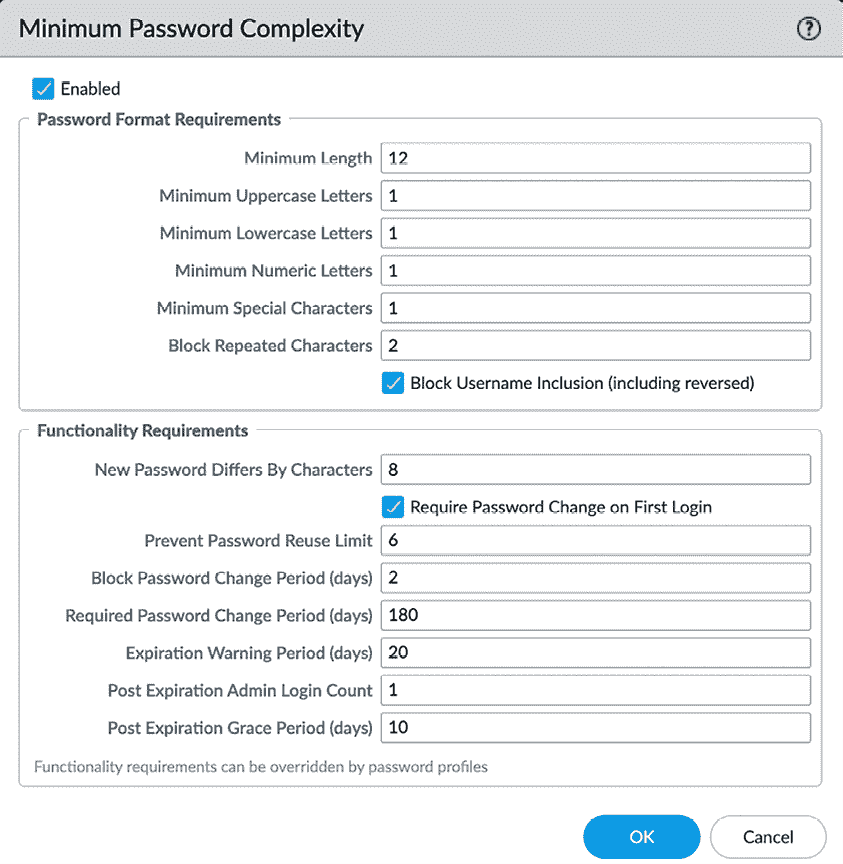 Minimum Password Complexity ?
Enabled
Password Format Requirements
Minimum Length 12
Minimum Uppercase Letters 1
Minimum Lowercase Letters 1
Minimum Numeric Letters 1
Minimum Special Characters 1
Block Repeated Characters 2
Block Username Inclusion (including reversed)
Functionality Requirements
New Password Differs By Characters 8
Require Password Change on First Login
Prevent Password Reuse Limit 6
Block Password Change Period (days) 2
Required Password Change Period (days) 180
Expiration Warning Period (days) 20
Post Expiration Admin Login Count 1
Post Expiration Grace Period (days) 10
Functionality requirements can be overridden by password profiles
OK Cancel